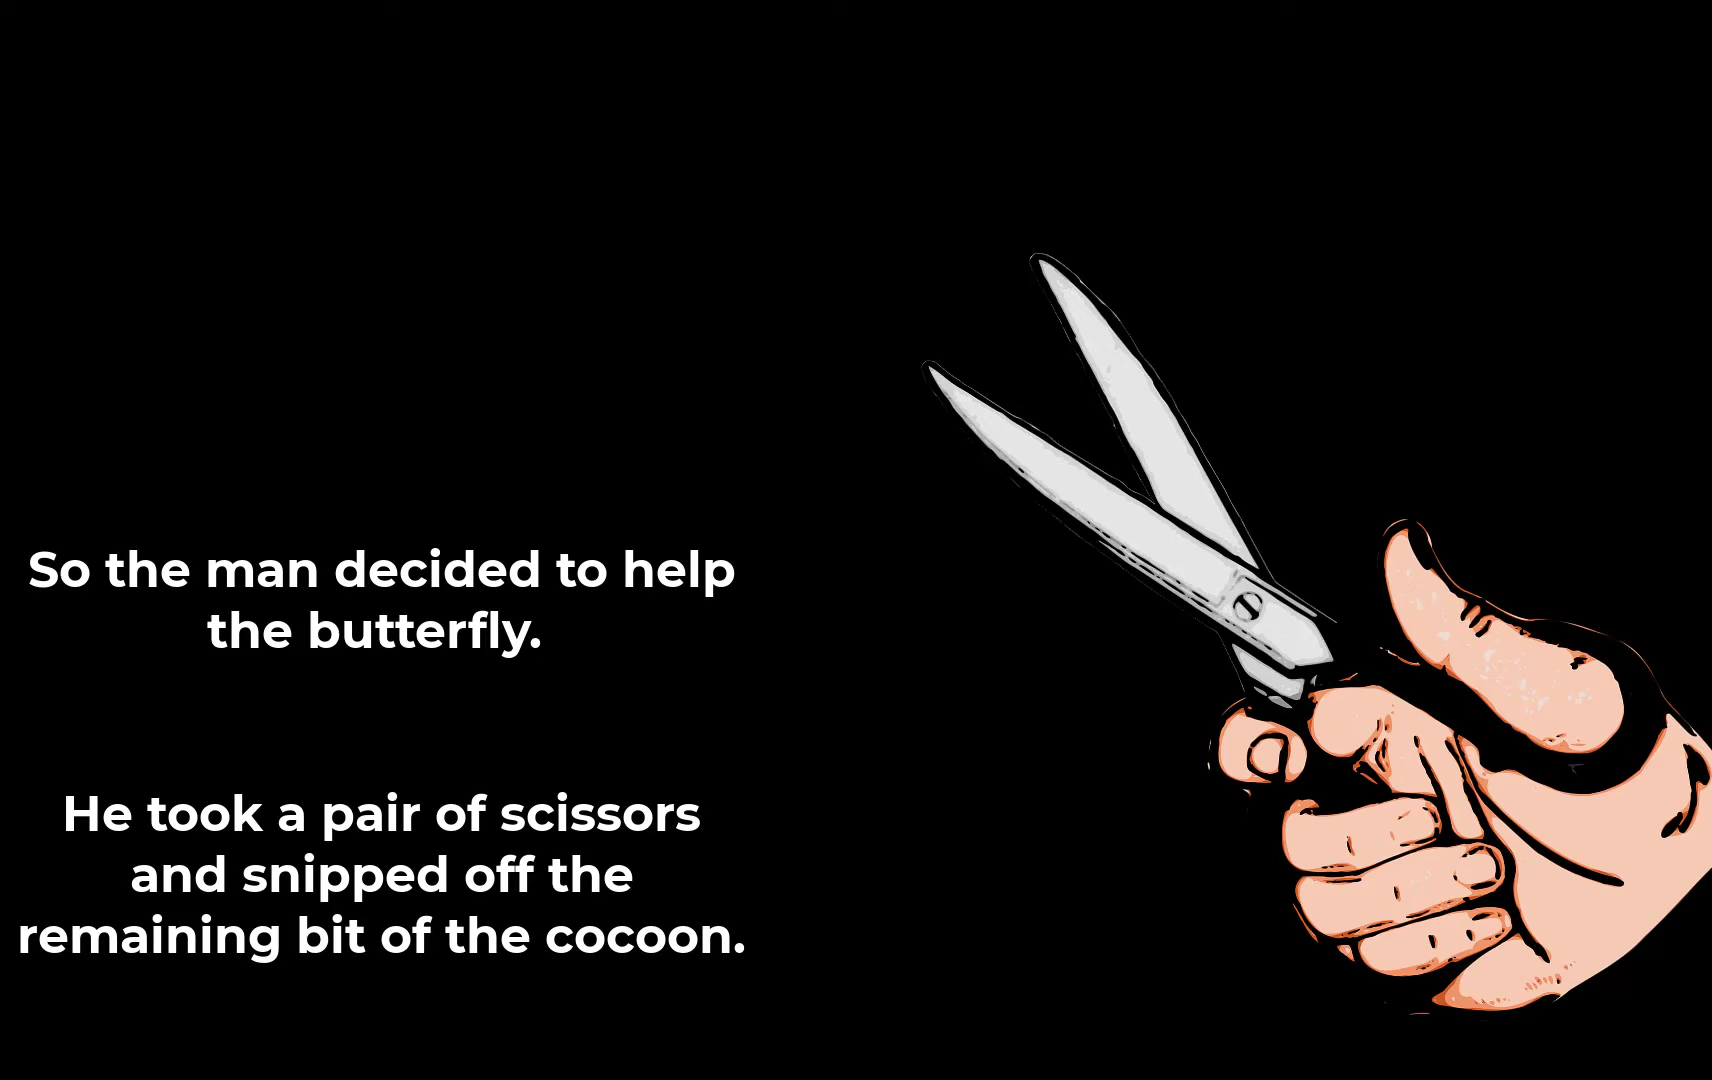 So the man decided to help
the butterfly.
He took a pair of scissors
and snipped off the
remaining bit of the cocoon.